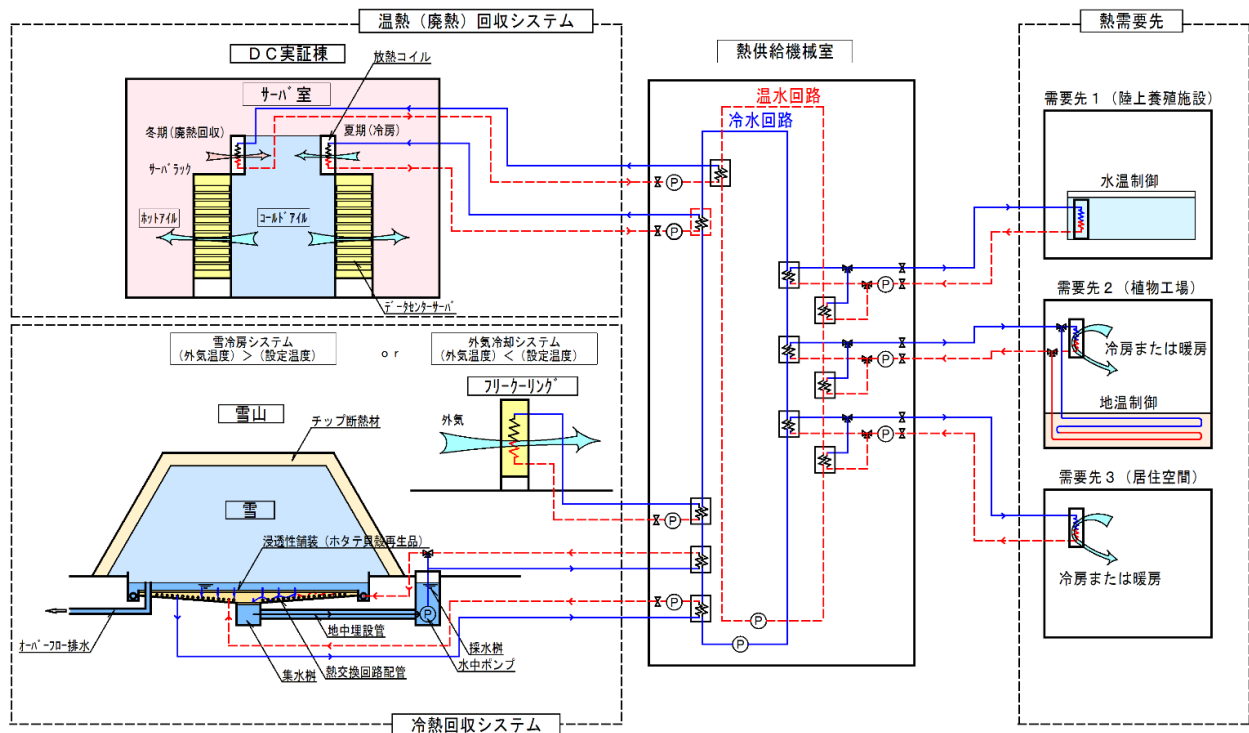 温熱（廃熱）回収システム
ＤＣ実証棟
放熱コイル
サーバ室
冬期(廃熱回収)
夏期(冷房)
サーバラック
ホットアイル
コールドアイル
データセンターサーバ
熱供給機械室
温水回路
冷水回路
P
P
P
P
P
P
P
P
P
熱需要先
需要先１（陸上養殖施設）
水温制御
需要先２（植物工場）
冷房または暖房
地温制御
需要先３（居住空間）
冷房または暖房
雪冷房システム
(外気温度)＞(設定温度)
ｏｒ
外気冷却システム
(外気温度)＜(設定温度)
フリークーリング
外気
雪山
チップ断熱材
雪
浸透性舗装（ホタテ貝殻再生品）
P
オーバーフロー排水
地中埋設管
集水桝
熱交換回路配管
採水桝
水中ポンプ
冷熱回収システム